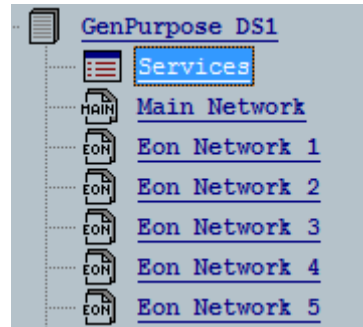 GenPurpose DS1
Services
MAIN Main Network
EON Eon Network 1
EON Eon Network 2
EON Eon Network 3
EON Eon Network 4
EON Eon Network 5